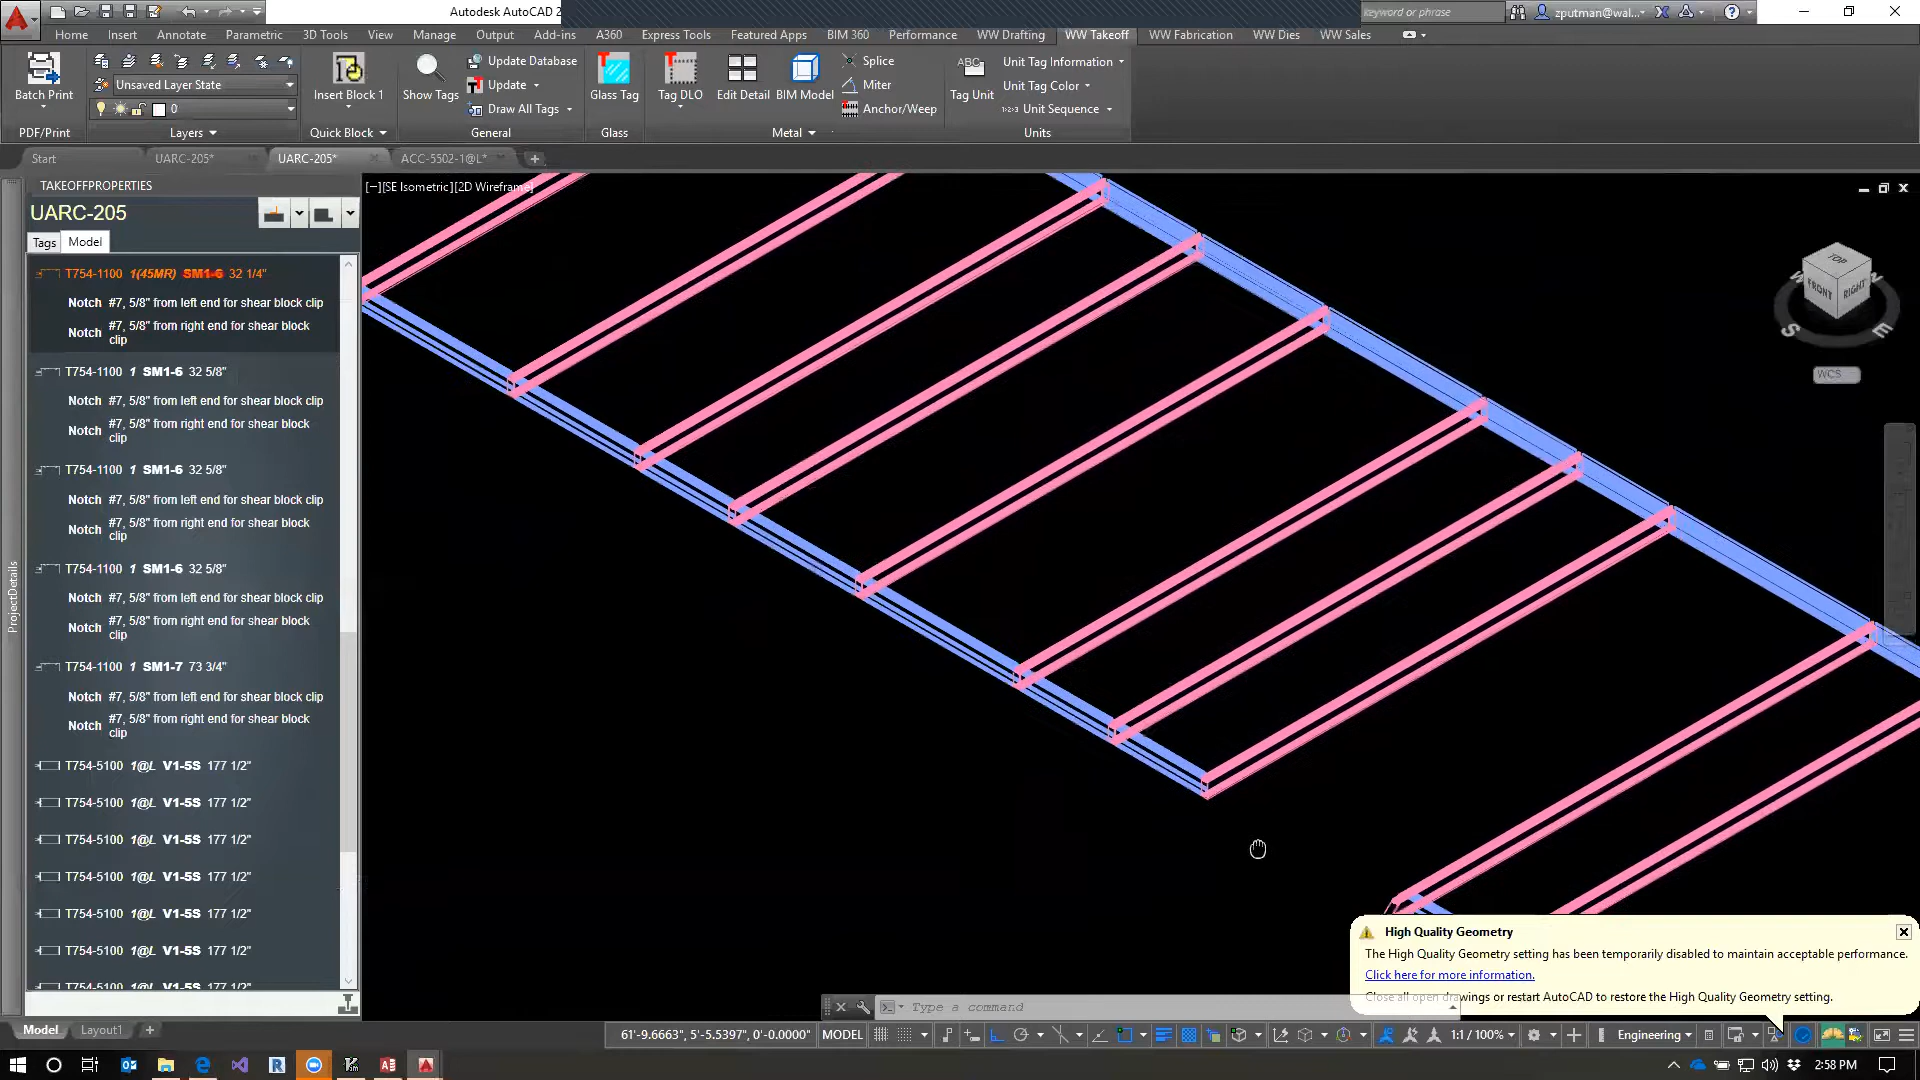 Autodesk AutoCAD 2
keyword or phrase
zputman@wal...
Home Insert Annotate Parametric 3D Tools View Manage Output Add-ins A360 Express Tools Featured Apps BIM 360 Performance WW Drafting WW Takeoff WW Fabrication WW Dies WW Sales
Batch Print
PDF/Print
Unsaved Layer State
0
Layers
Insert Block 1
Quick Block
Show Tags
Update Database
Update
Draw All Tags
General
Glass Tag
Glass
Tag DLO
Edit Detail
BIM Model
Splice
Miter
Anchor/Weep
Metal
ABC
Tag Unit
Unit Tag Information
Unit Tag Color
Unit Sequence
Units
Start UARC-205* UARC-205* ACC-5502-1@L*
TAKEOFFPROPERTIES
UARC-205
Tags Model
T754-1100 1(45MR) SM1-6 32 1/4"
Notch #7, 5/8" from left end for shear block clip
Notch #7, 5/8" from right end for shear block
clip
T754-1100 1 SM1-6 32 5/8"
Notch #7, 5/8" from left end for shear block clip
Notch #7, 5/8" from right end for shear block
clip
T754-1100 1 SM1-6 32 5/8"
Notch #7, 5/8" from left end for shear block clip
Notch #7, 5/8" from right end for shear block
clip
T754-1100 1 SM1-6 32 5/8"
Notch #7, 5/8" from left end for shear block clip
Notch #7, 5/8" from right end for shear block
clip
T754-1100 1 SM1-7 73 3/4"
Notch #7, 5/8" from left end for shear block clip
Notch #7, 5/8" from right end for shear block
clip
T754-5100 1@L V1-5S 177 1/2"
T754-5100 1@L V1-5S 177 1/2"
T754-5100 1@L V1-5S 177 1/2"
T754-5100 1@L V1-5S 177 1/2"
T754-5100 1@L V1-5S 177 1/2"
T754-5100 1@L V1-5S 177 1/2"
T754-5100 1@L V1-5S 177 1/2"
ProjectDetails
[−][SE Isometric][2D Wireframe]
TOP
FRONT RIGHT
W N
S E
WCS
High Quality Geometry
The High Quality Geometry setting has been temporarily disabled to maintain acceptable performance.
Click here for more information.
Close all open drawings or restart AutoCAD to restore the High Quality Geometry setting.
Type a command
Model Layout1
61'-9.6663", 5'-5.5397", 0'-0.0000" MODEL
1:1 / 100%
Engineering
2:58 PM